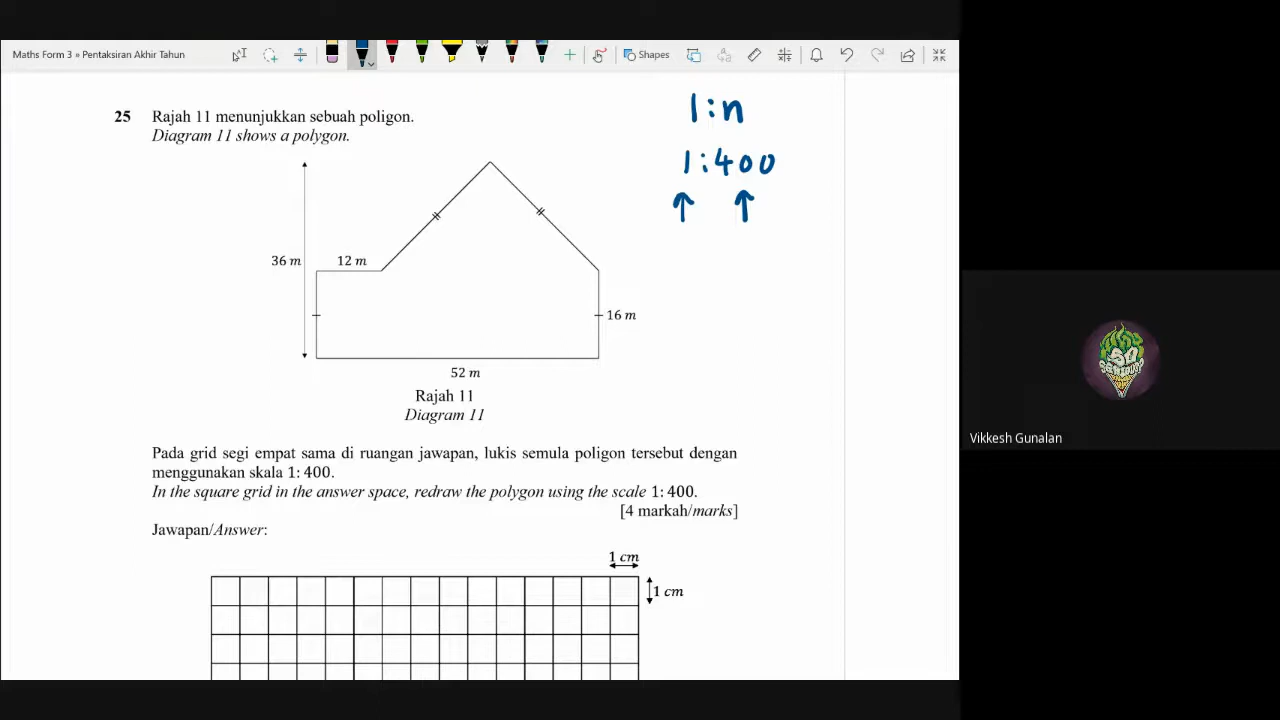 Maths Form 3 » Pentaksiran Akhir Tahun
Shapes
25 Rajah 11 menunjukkan sebuah poligon.
Diagram 11 shows a polygon.
1:n
1:400
36 m
12 m
16 m
52 m
Rajah 11
Diagram 11
Pada grid segi empat sama di ruangan jawapan, lukis semula poligon tersebut dengan
menggunakan skala 1: 400.
In the square grid in the answer space, redraw the polygon using the scale 1: 400.
[4 markah/marks]
Jawapan/Answer:
1 cm
1 cm
Vikkesh Gunalan